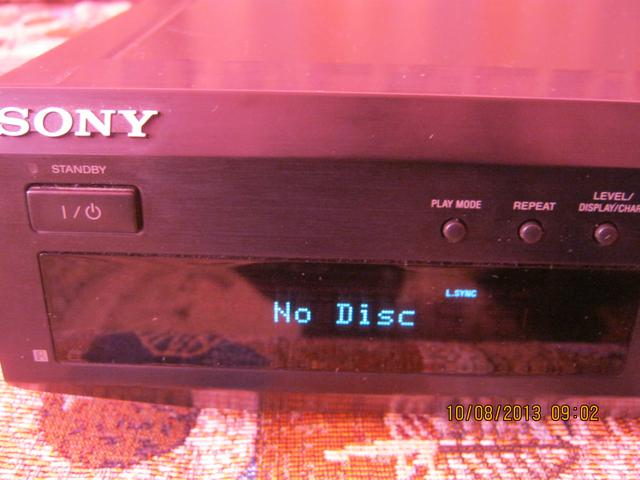 SONY
STANDBY
I / ⏻
PLAY MODE
REPEAT
LEVEL/
DISPLAY/CHAR
L.SYNC
No Disc
R
10/08/2013 09:02